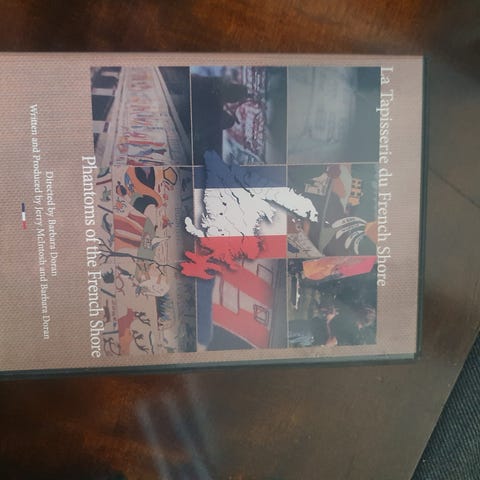 La Tapisserie du French Shore
Phantoms of the French Shore
Directed by Barbara Doran
Written and Produced by Jerry McIntosh and Barbara Doran